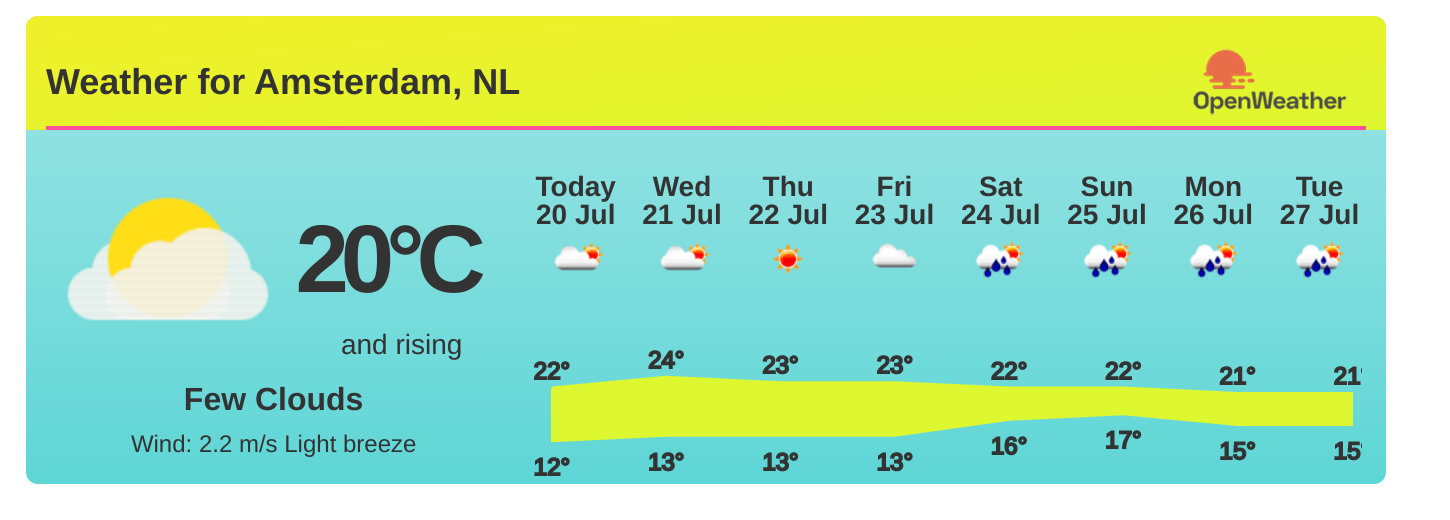 Weather for Amsterdam, NL
OpenWeather
Today Wed Thu Fri Sat Sun Mon Tue
20 Jul 21 Jul 22 Jul 23 Jul 24 Jul 25 Jul 26 Jul 27 Jul
20°C
and rising
Few Clouds
Wind: 2.2 m/s Light breeze
22° 24° 23° 23° 22° 22° 21° 21°
12° 13° 13° 13° 16° 17° 15° 15°